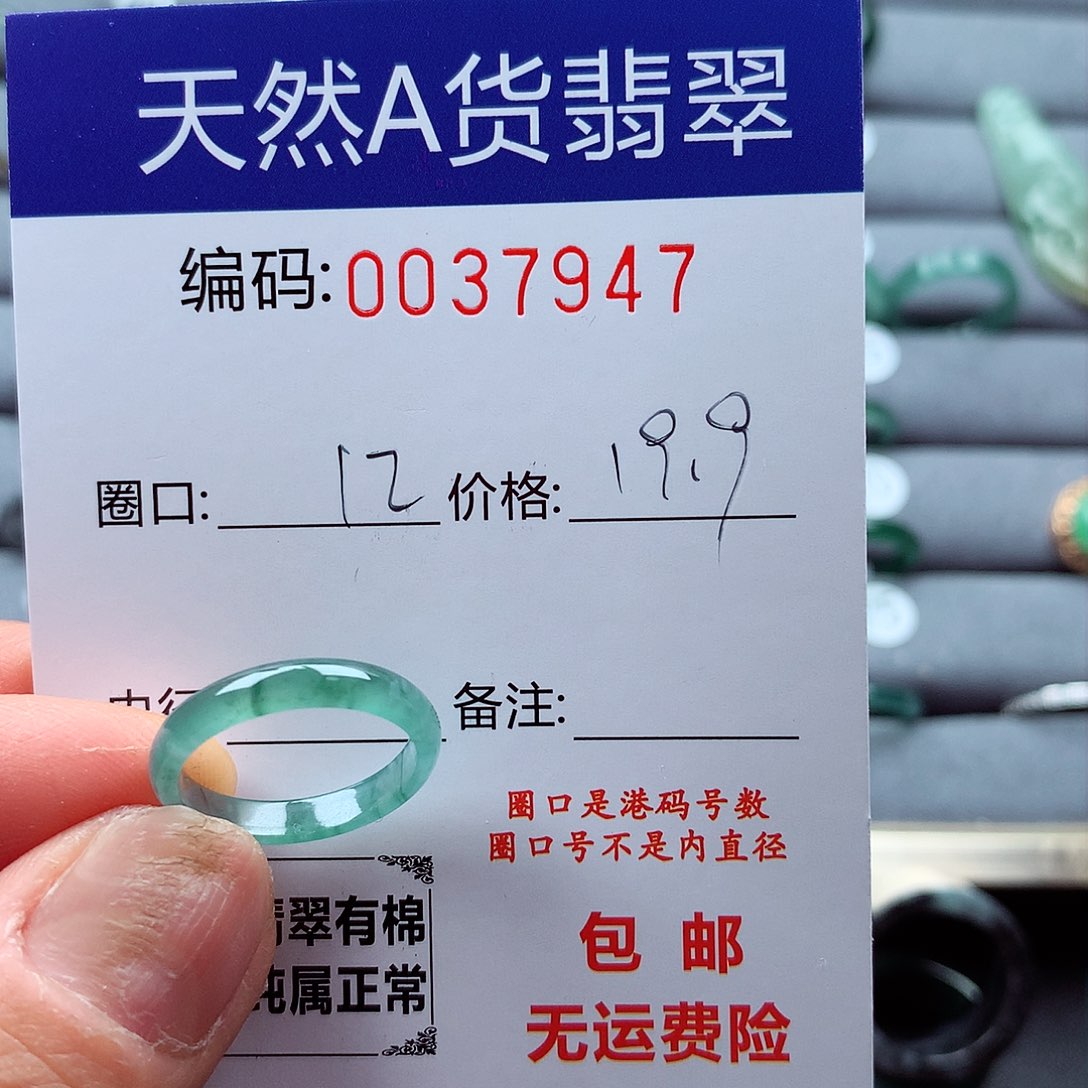 天然A货翡翠
编码:0037947
圈口: 12 价格: 19.9
备注:
圈口是港码号数
圈口号不是内直径
翠有棉
属正常
包 邮
无运费险